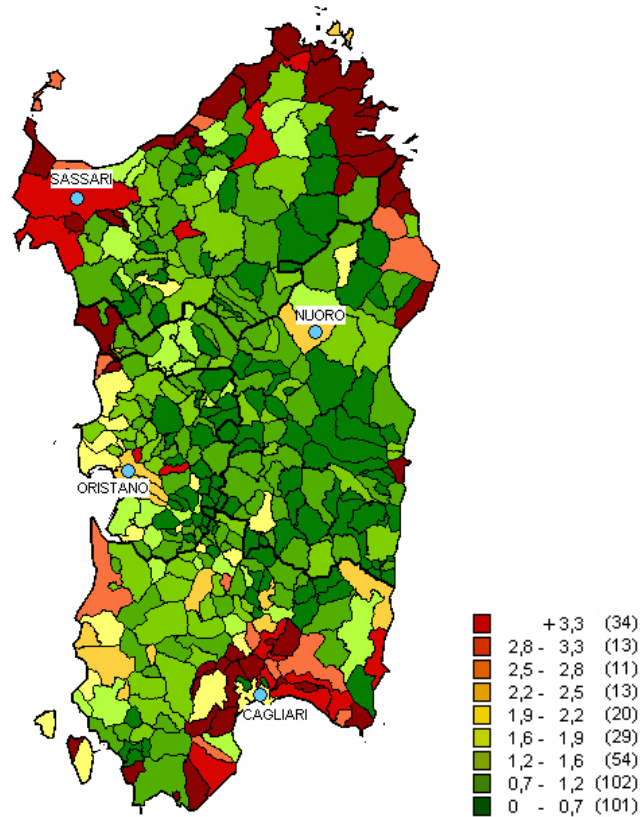 SASSARI
NUORO
ORISTANO
CAGLIARI
+ 3,3 (34)
2,8 - 3,3 (13)
2,5 - 2,8 (11)
2,2 - 2,5 (13)
1,9 - 2,2 (20)
1,6 - 1,9 (29)
1,2 - 1,6 (54)
0,7 - 1,2 (102)
0 - 0,7 (101)